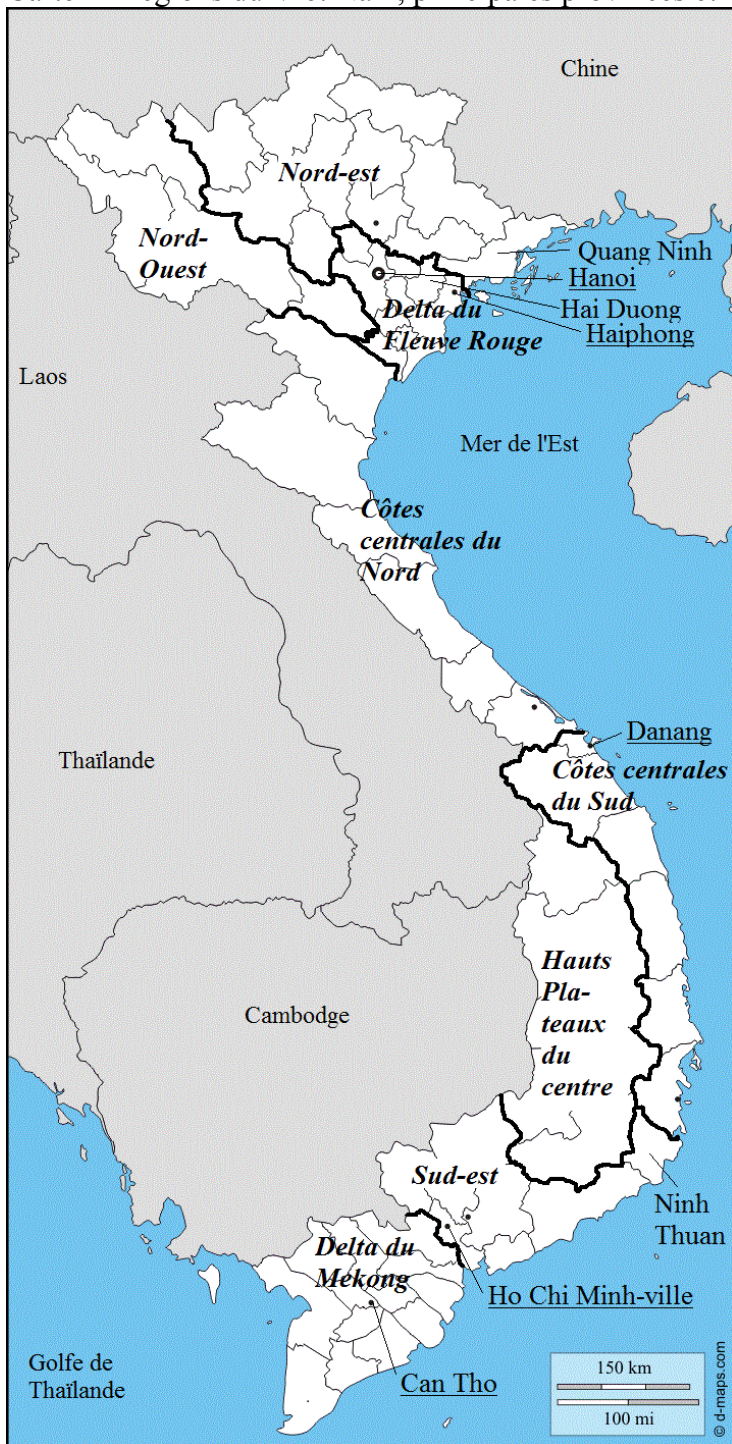 Chine
Nord-est
Nord-
Ouest
Quang Ninh
Hanoi
Hai Duong
Haiphong
Delta du
Fleuve Rouge
Laos
Mer de l'Est
Côtes
centrales du
Nord
Danang
Thaïlande
Côtes centrales
du Sud
Hauts
Pla-
teaux
du
centre
Cambodge
Sud-est
Ninh
Thuan
Delta du
Mékong
Ho Chi Minh-ville
Golfe de
Thaïlande
Can Tho
150 km
100 mi
© d-maps.com